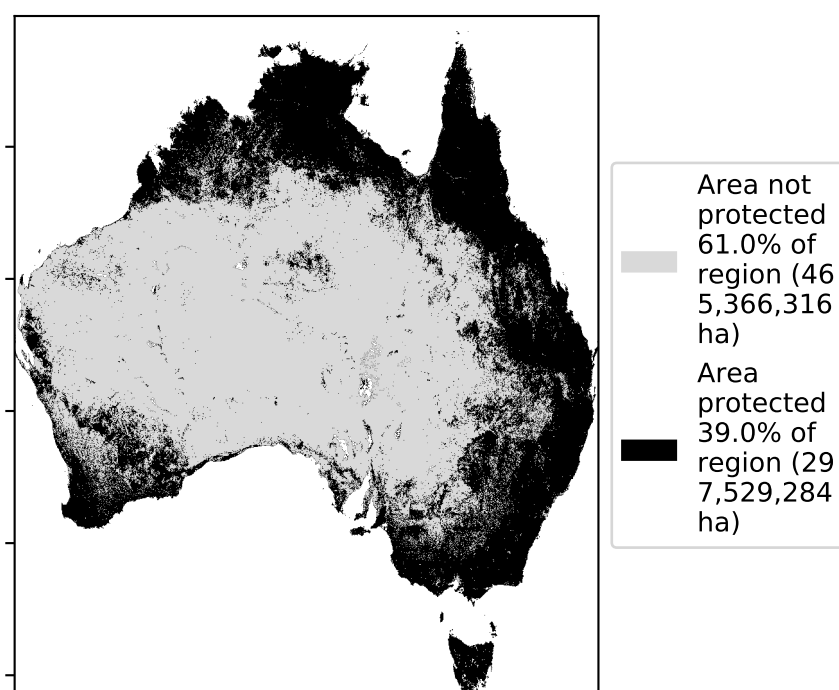 Area not
protected
61.0% of
region (46
5,366,316
ha)
Area
protected
39.0% of
region (29
7,529,284
ha)